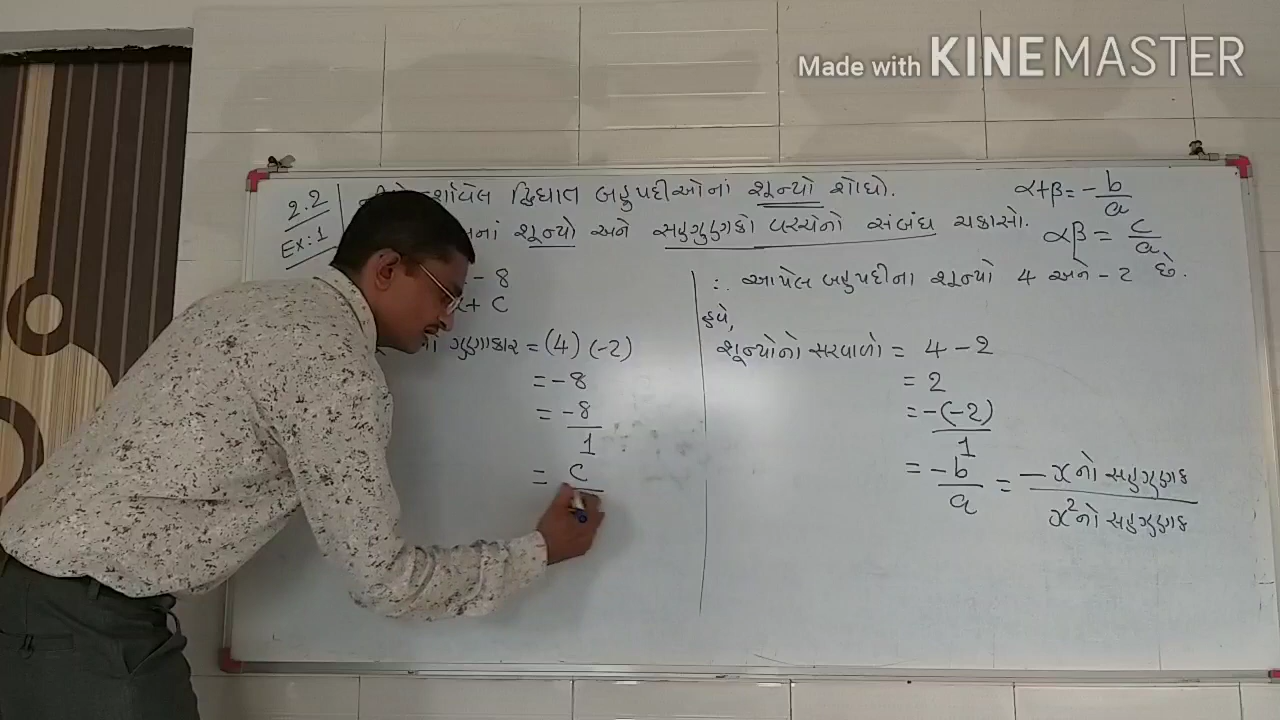 Made with KINEMASTER
2.2
દ્વિઘાત બહુપદીઓનાં શૂન્યો શોધો.
Ex:1
શૂન્યો અને સહગુણકો વચ્ચેનો સંબંધ ચકાસો.
α+β = -b/a
αβ = c/a
- 8
+ c
ગુણાકાર = (4) (-2)
= -8
= -8/1
= c
∴ આપેલ બહુપદીના શૂન્યો 4 અને -2 છે.
હવે,
શૂન્યોનો સરવાળો = 4 - 2
= 2
= -(-2)/1
= -b/a = -x નો સહગુણક/x² નો સહગુણક